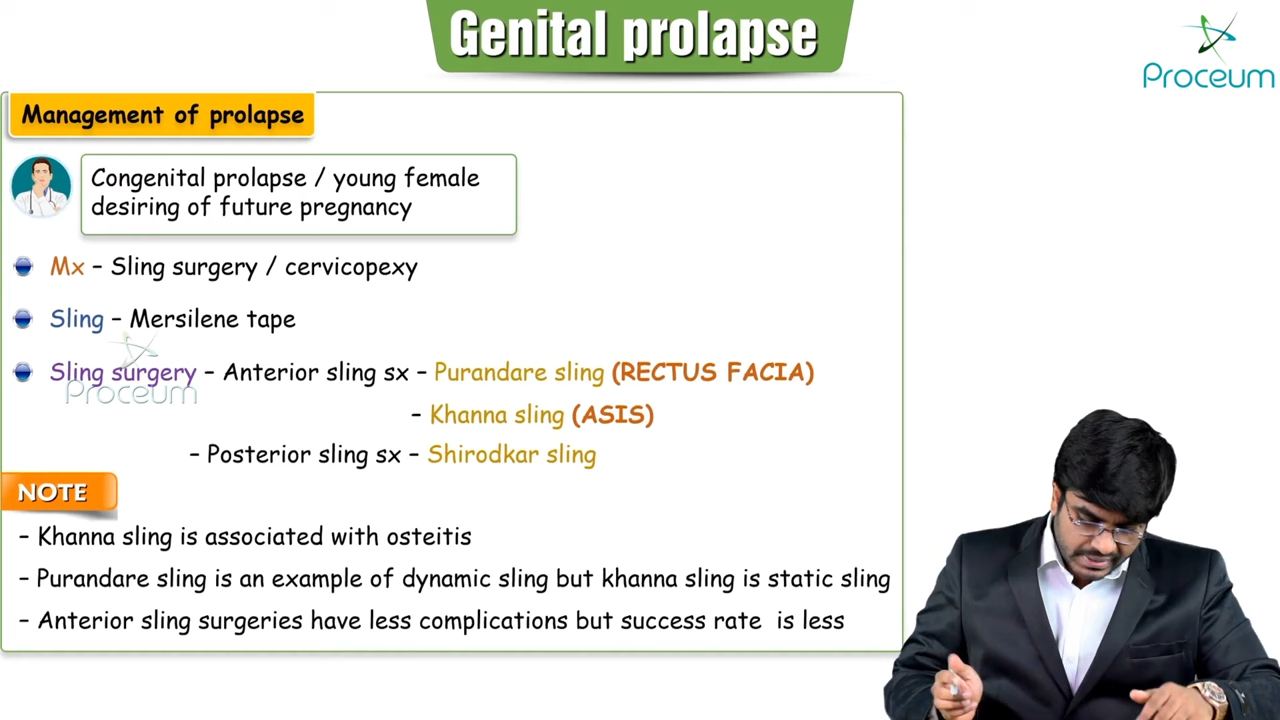 Genital prolapse
Proceum
Management of prolapse
Congenital prolapse / young female
desiring of future pregnancy
Mx – Sling surgery / cervicopexy
Sling – Mersilene tape
Sling surgery – Anterior sling sx – Purandare sling (RECTUS FACIA)
Proceum
– Khanna sling (ASIS)
– Posterior sling sx – Shirodkar sling
NOTE
– Khanna sling is associated with osteitis
– Purandare sling is an example of dynamic sling but khanna sling is static sling
– Anterior sling surgeries have less complications but success rate is less